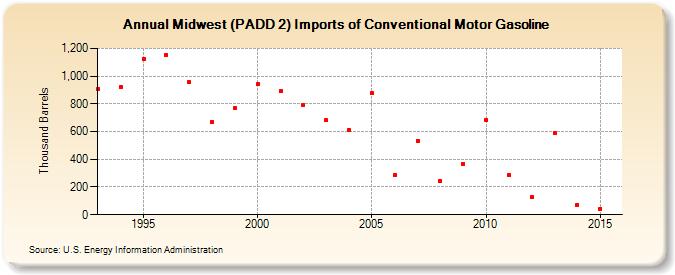 Annual Midwest (PADD 2) Imports of Conventional Motor Gasoline
Thousand Barrels
1,200
1,000
800
600
400
200
0
1995 2000 2005 2010 2015
Source: U.S. Energy Information Administration